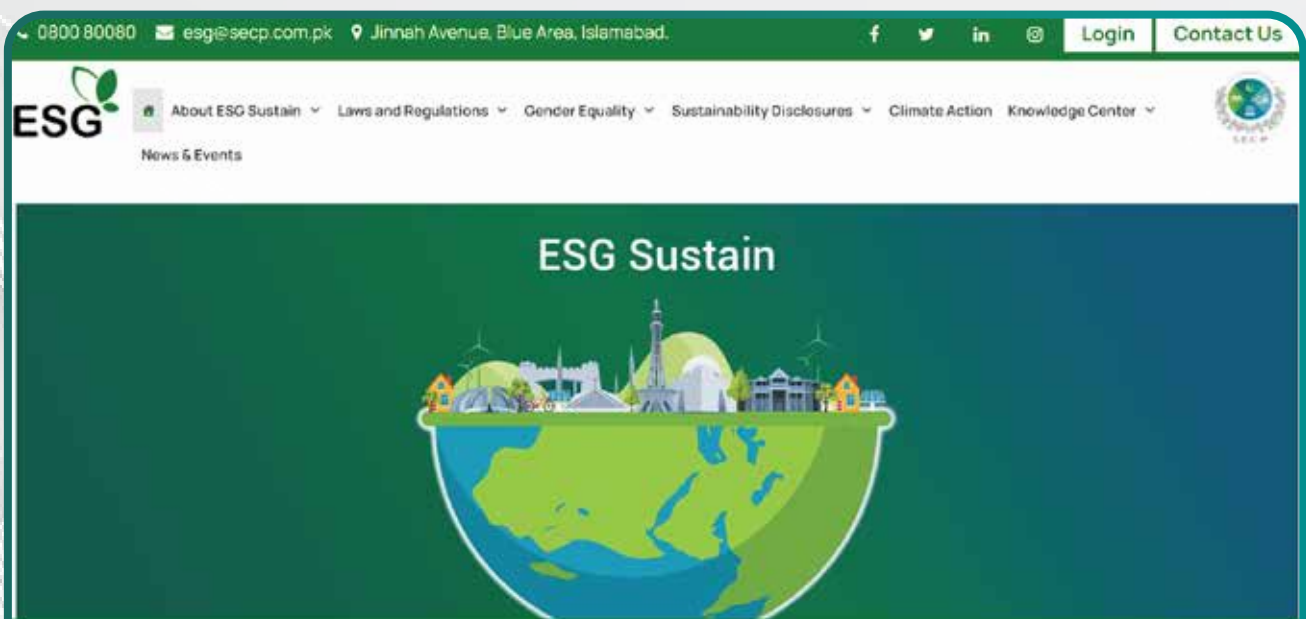 0800 80080 esg@secp.com.pk Jinnah Avenue, Blue Area, Islamabad. Login Contact Us
ESG About ESG Sustain Laws and Regulations Gender Equality Sustainability Disclosures Climate Action Knowledge Center
S.E.C.P
News & Events
ESG Sustain